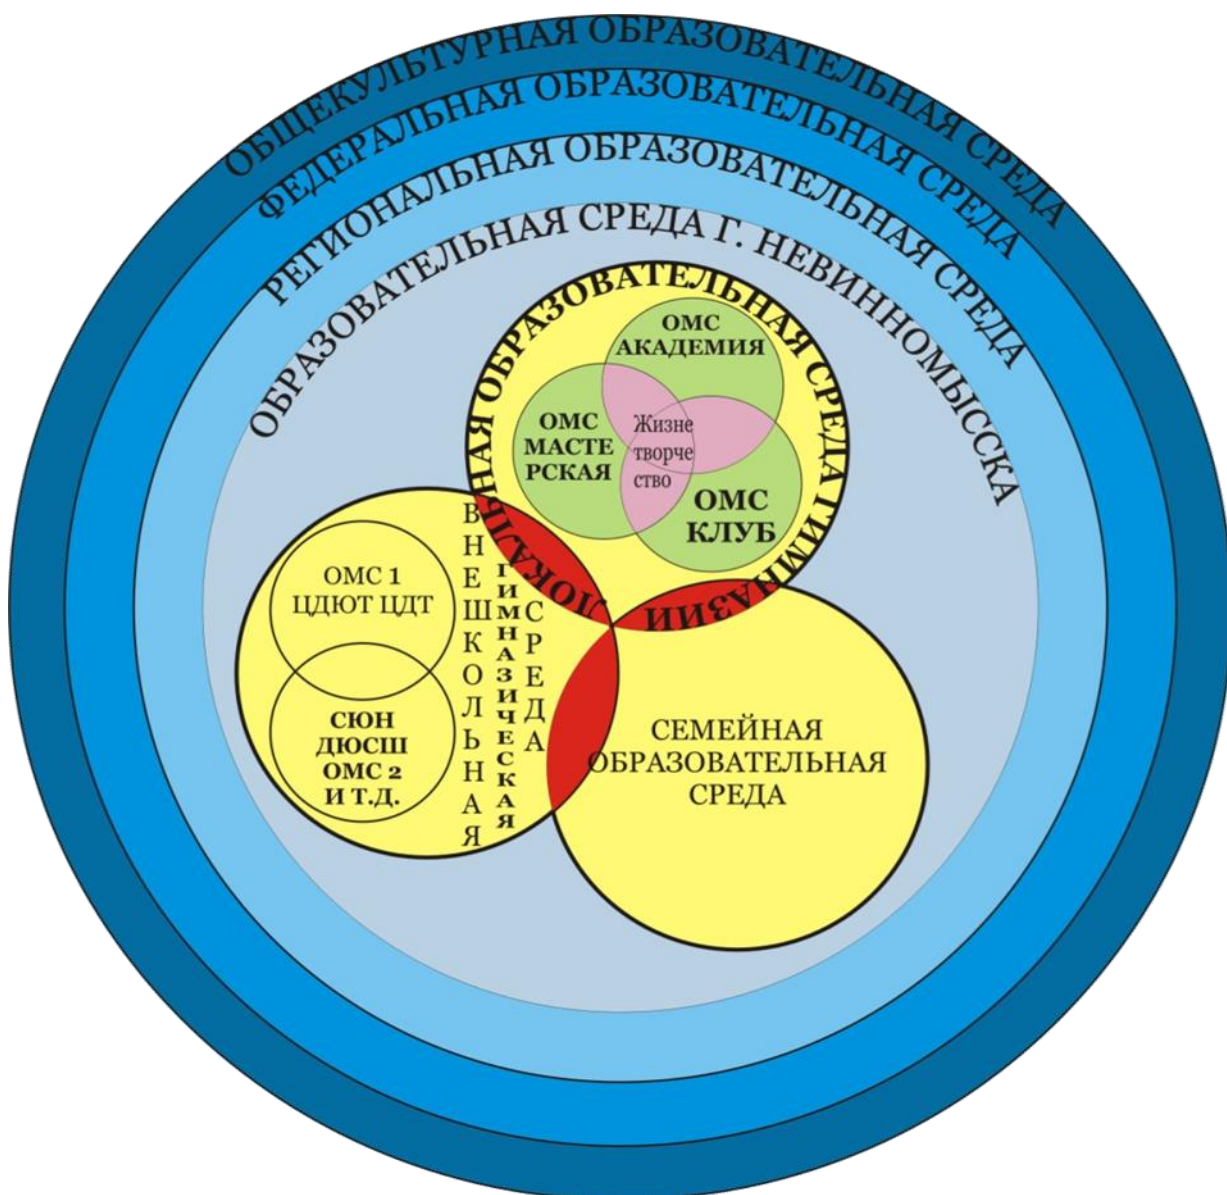 ОБЩЕКУЛЬТУРНАЯ ОБРАЗОВАТЕЛЬНАЯ СРЕДА
ФЕДЕРАЛЬНАЯ ОБРАЗОВАТЕЛЬНАЯ СРЕДА
РЕГИОНАЛЬНАЯ ОБРАЗОВАТЕЛЬНАЯ СРЕДА
ОБРАЗОВАТЕЛЬНАЯ СРЕДА Г. НЕВИННОМЫССКА
ЛОКАЛЬНАЯ ОБРАЗОВАТЕЛЬНАЯ СРЕДА ГИМНАЗИИ
ОМС
АКАДЕМИЯ
ОМС
МАСТЕ
РСКАЯ
Жизне
творче
ство
ОМС
КЛУБ
ВНЕШКОЛЬНАЯ
ГИМНАЗИЧЕСКАЯ
СРЕДА
ОМС 1
ЦДЮТ ЦДТ
СЮН
ДЮСШ
ОМС 2
И Т.Д.
СЕМЕЙНАЯ
ОБРАЗОВАТЕЛЬНАЯ
СРЕДА